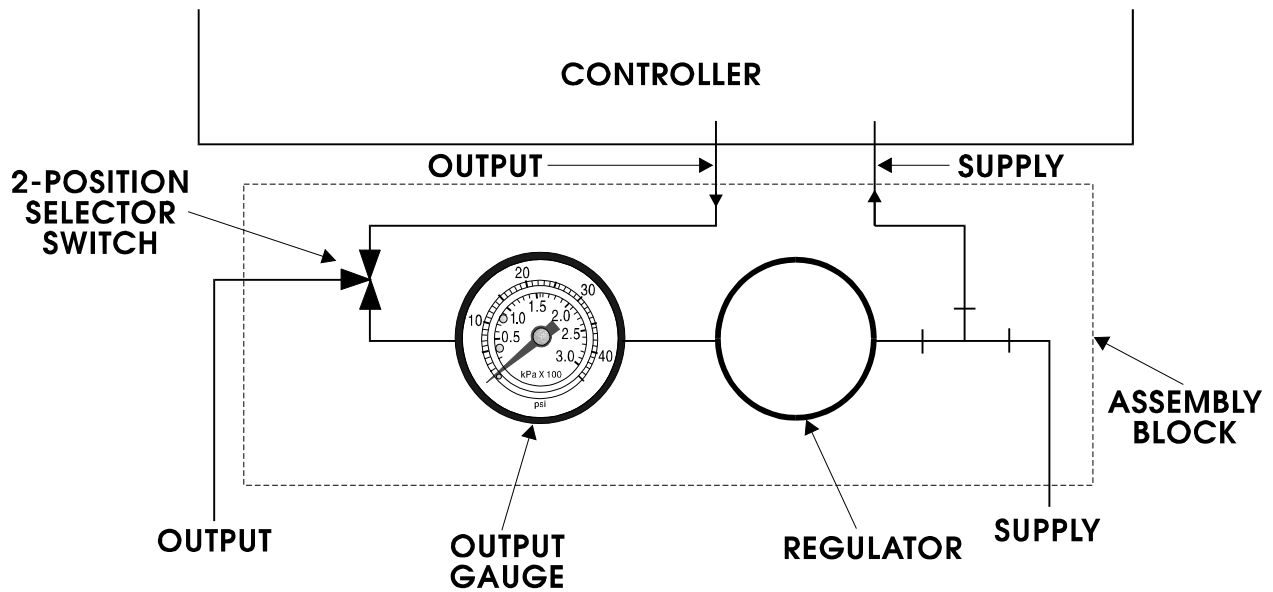 CONTROLLER
OUTPUT
SUPPLY
2-POSITION
SELECTOR
SWITCH
20
30
10
40
1.5
1.0
2.0
0.5
2.5
3.0
kPa X 100
psi
ASSEMBLY
BLOCK
OUTPUT
OUTPUT
GAUGE
REGULATOR
SUPPLY